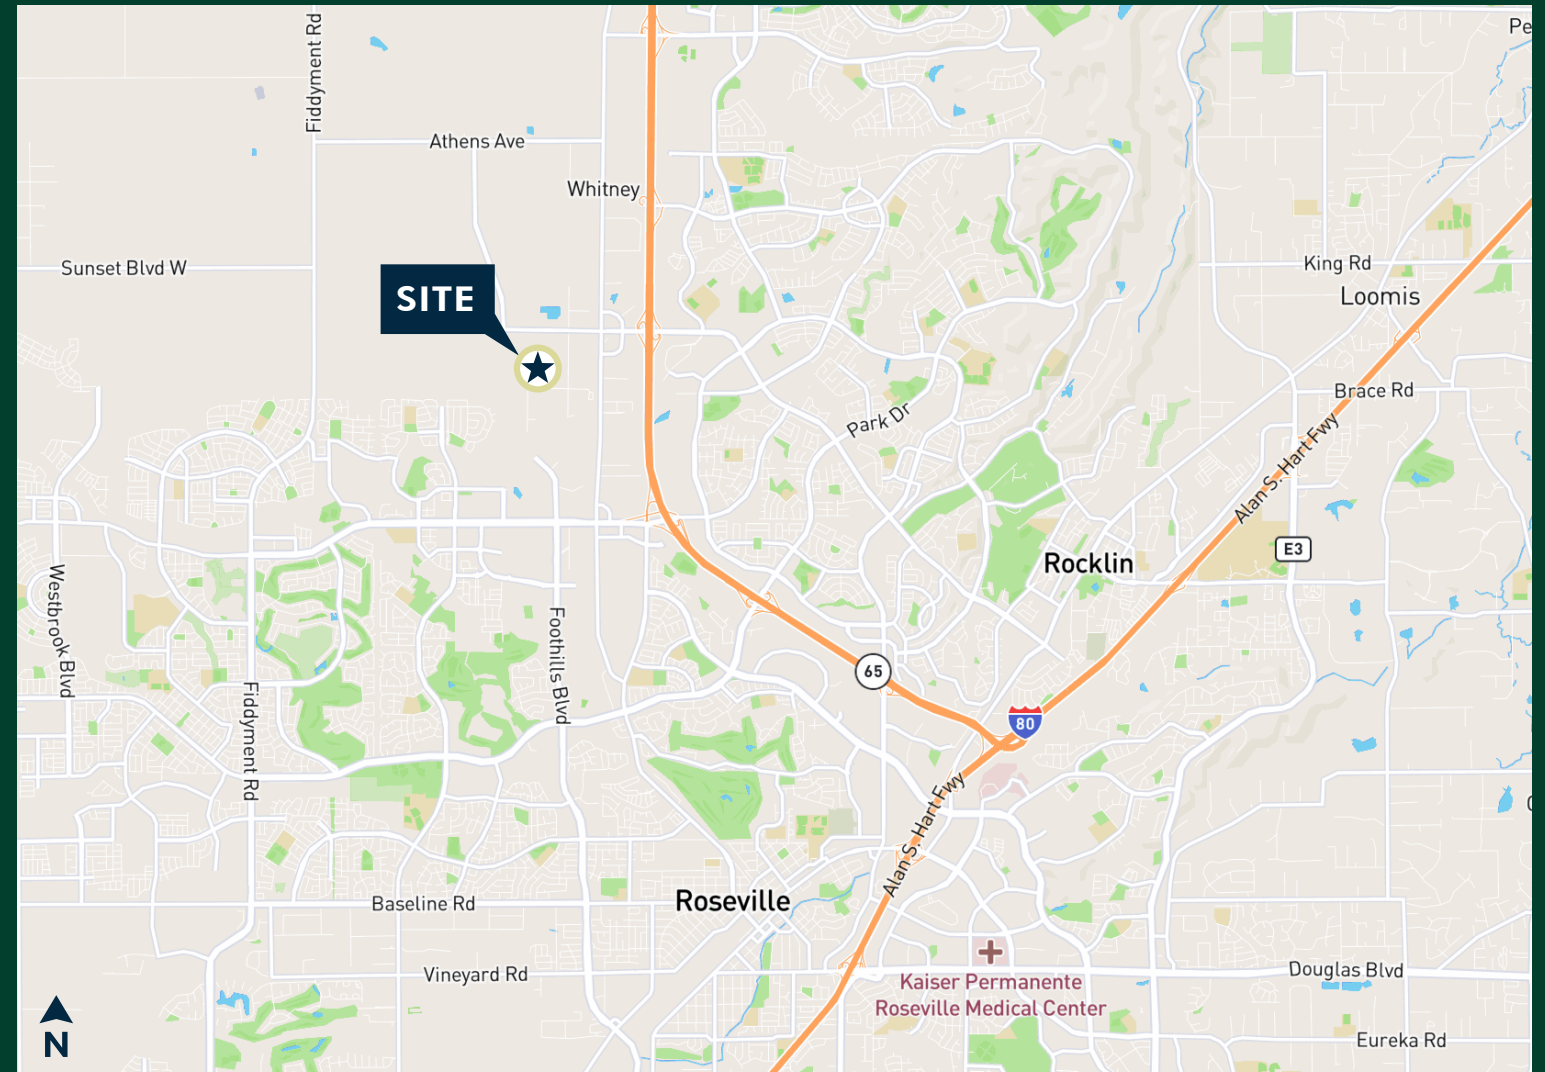 Pe
Fiddyment Rd
Athens Ave
Whitney
Sunset Blvd W
King Rd
SITE
Loomis
Brace Rd
Park Dr
Alan S. Hart Fwy
E3
Rocklin
Westbrook Blvd
Foothills Blvd
65
Fiddyment Rd
80
Alan S. Hart Fwy
Roseville
Baseline Rd
Vineyard Rd
Kaiser Permanente
Roseville Medical Center
Douglas Blvd
N
Eureka Rd